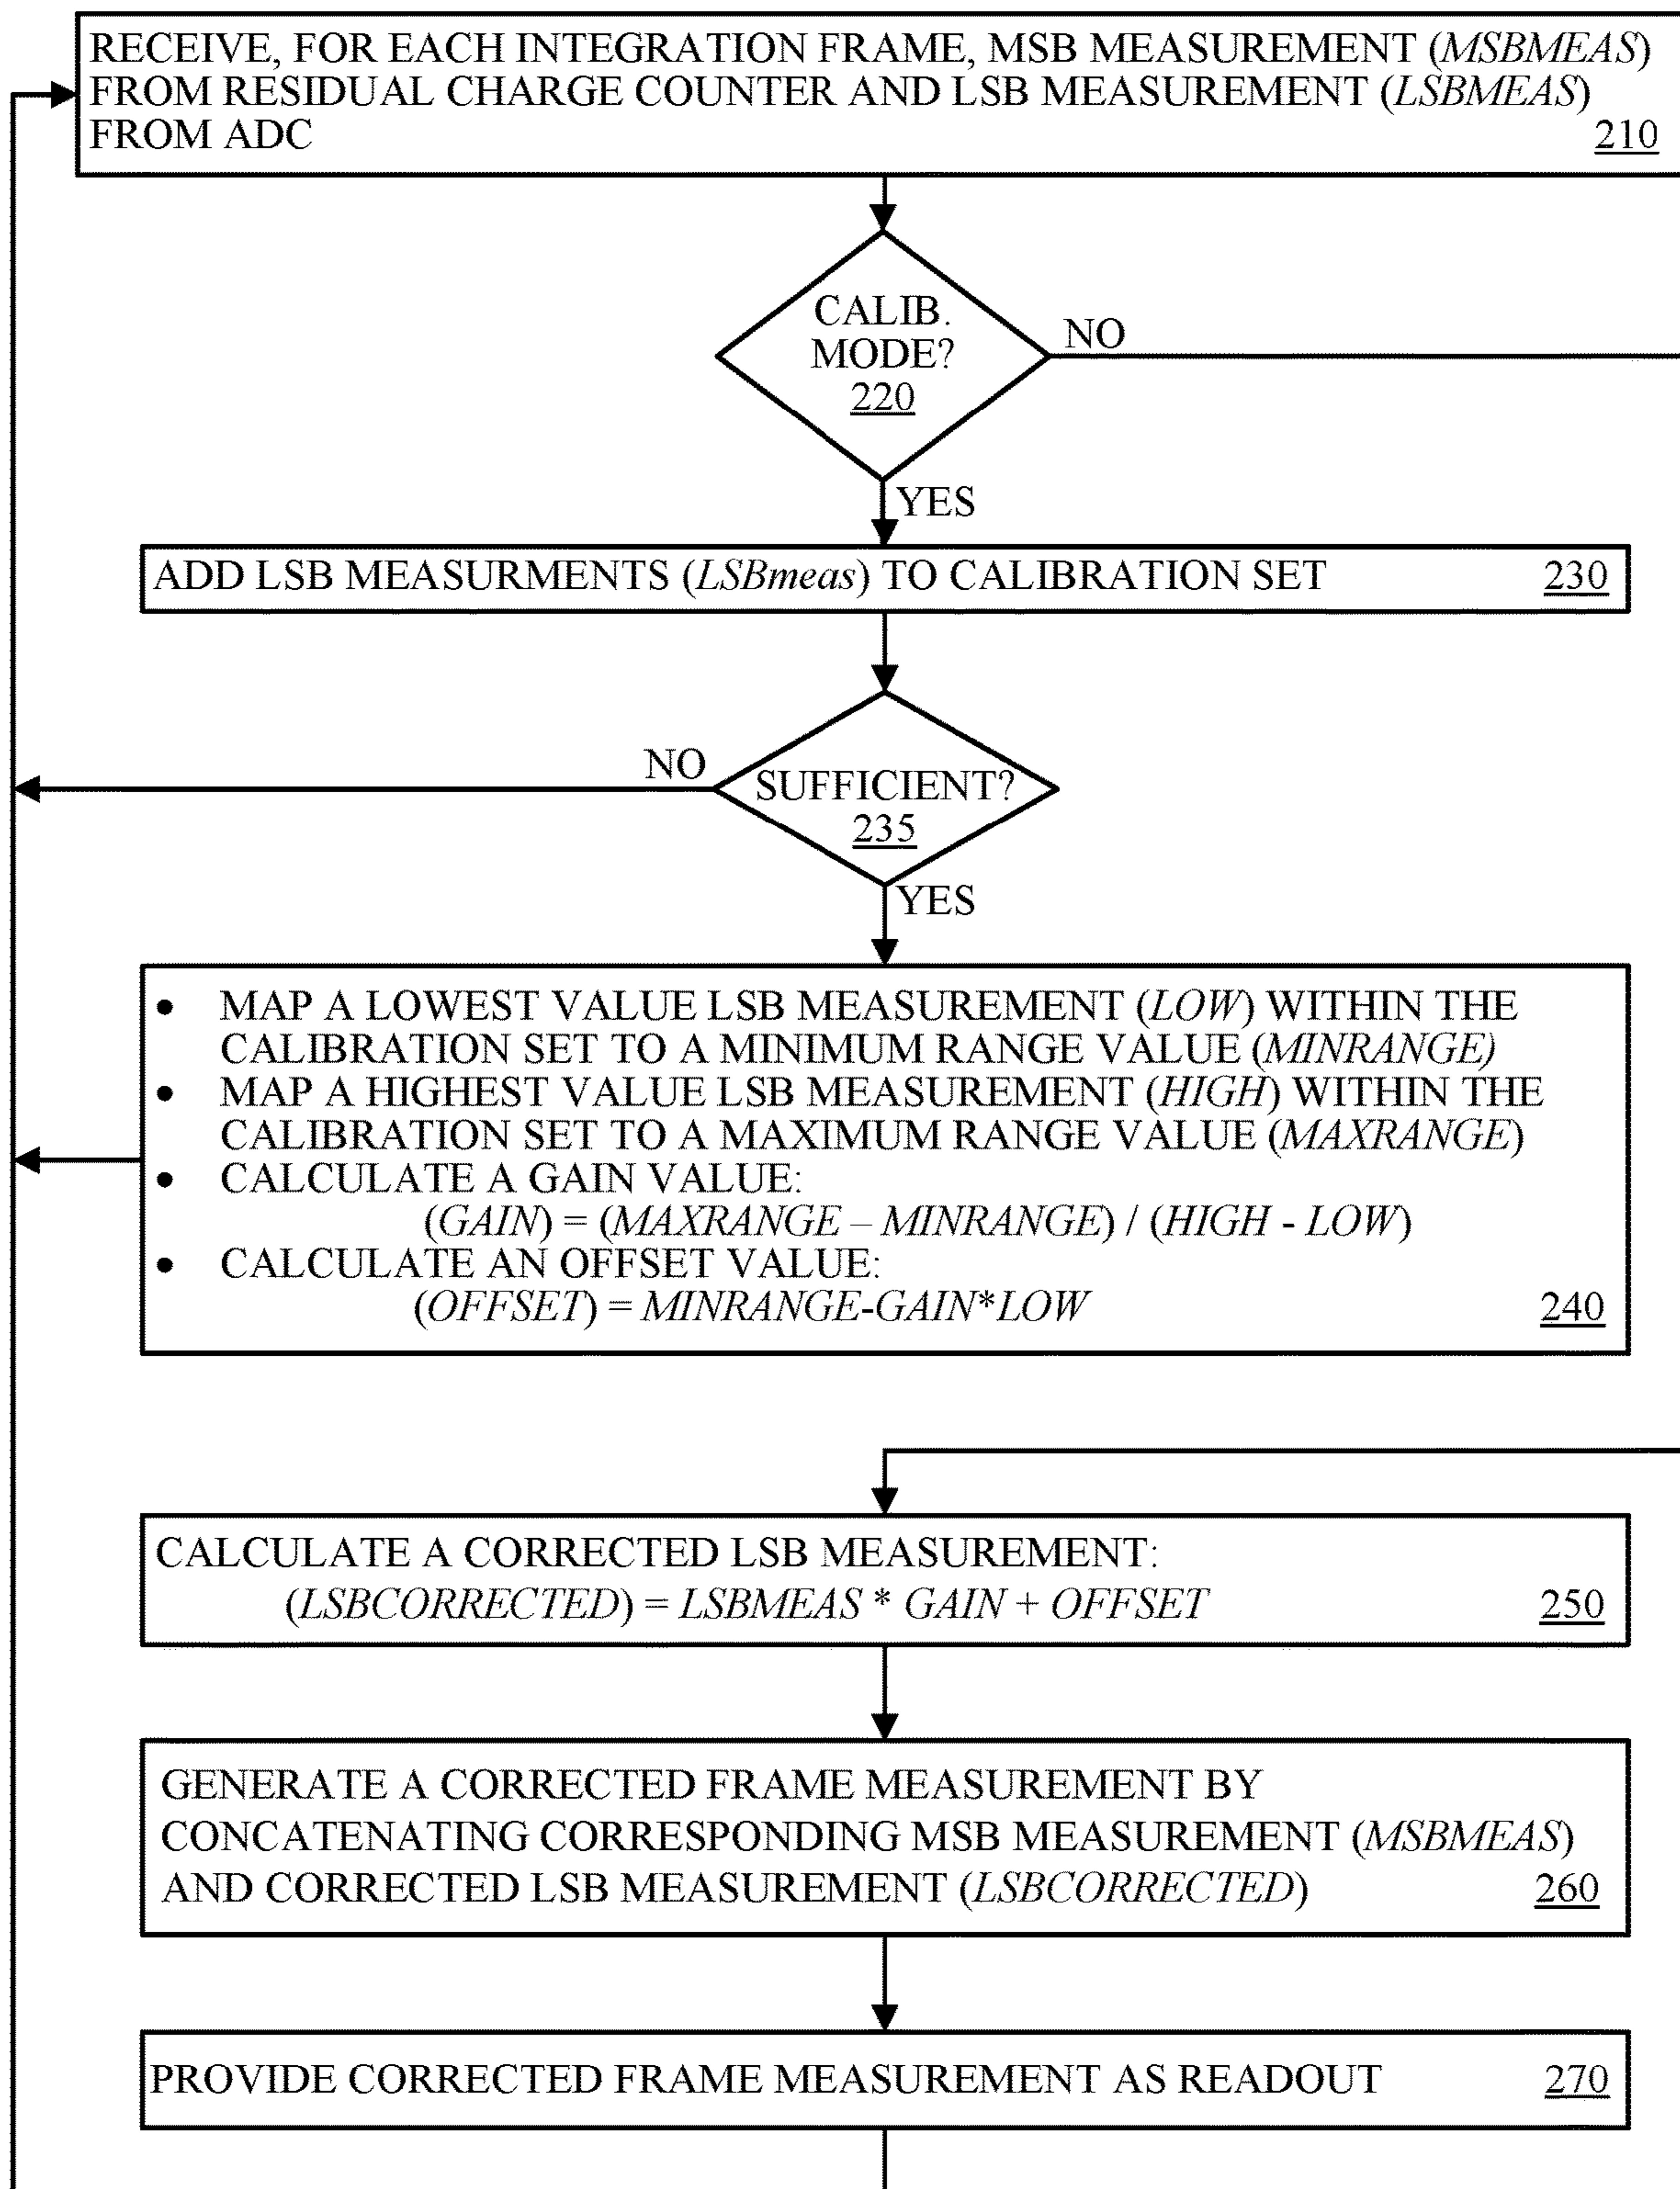 RECEIVE, FOR EACH INTEGRATION FRAME, MSB MEASUREMENT (MSBMEAS)
FROM RESIDUAL CHARGE COUNTER AND LSB MEASUREMENT (LSBMEAS)
FROM ADC 210
CALIB.
MODE?
220
NO
YES
ADD LSB MEASURMENTS (LSBmeas) TO CALIBRATION SET 230
NO
SUFFICIENT?
235
YES
• MAP A LOWEST VALUE LSB MEASUREMENT (LOW) WITHIN THE
CALIBRATION SET TO A MINIMUM RANGE VALUE (MINRANGE)
• MAP A HIGHEST VALUE LSB MEASUREMENT (HIGH) WITHIN THE
CALIBRATION SET TO A MAXIMUM RANGE VALUE (MAXRANGE)
• CALCULATE A GAIN VALUE:
(GAIN) = (MAXRANGE – MINRANGE) / (HIGH - LOW)
• CALCULATE AN OFFSET VALUE:
(OFFSET) = MINRANGE-GAIN*LOW 240
CALCULATE A CORRECTED LSB MEASUREMENT:
(LSBCORRECTED) = LSBMEAS * GAIN + OFFSET 250
GENERATE A CORRECTED FRAME MEASUREMENT BY
CONCATENATING CORRESPONDING MSB MEASUREMENT (MSBMEAS)
AND CORRECTED LSB MEASUREMENT (LSBCORRECTED) 260
PROVIDE CORRECTED FRAME MEASUREMENT AS READOUT 270